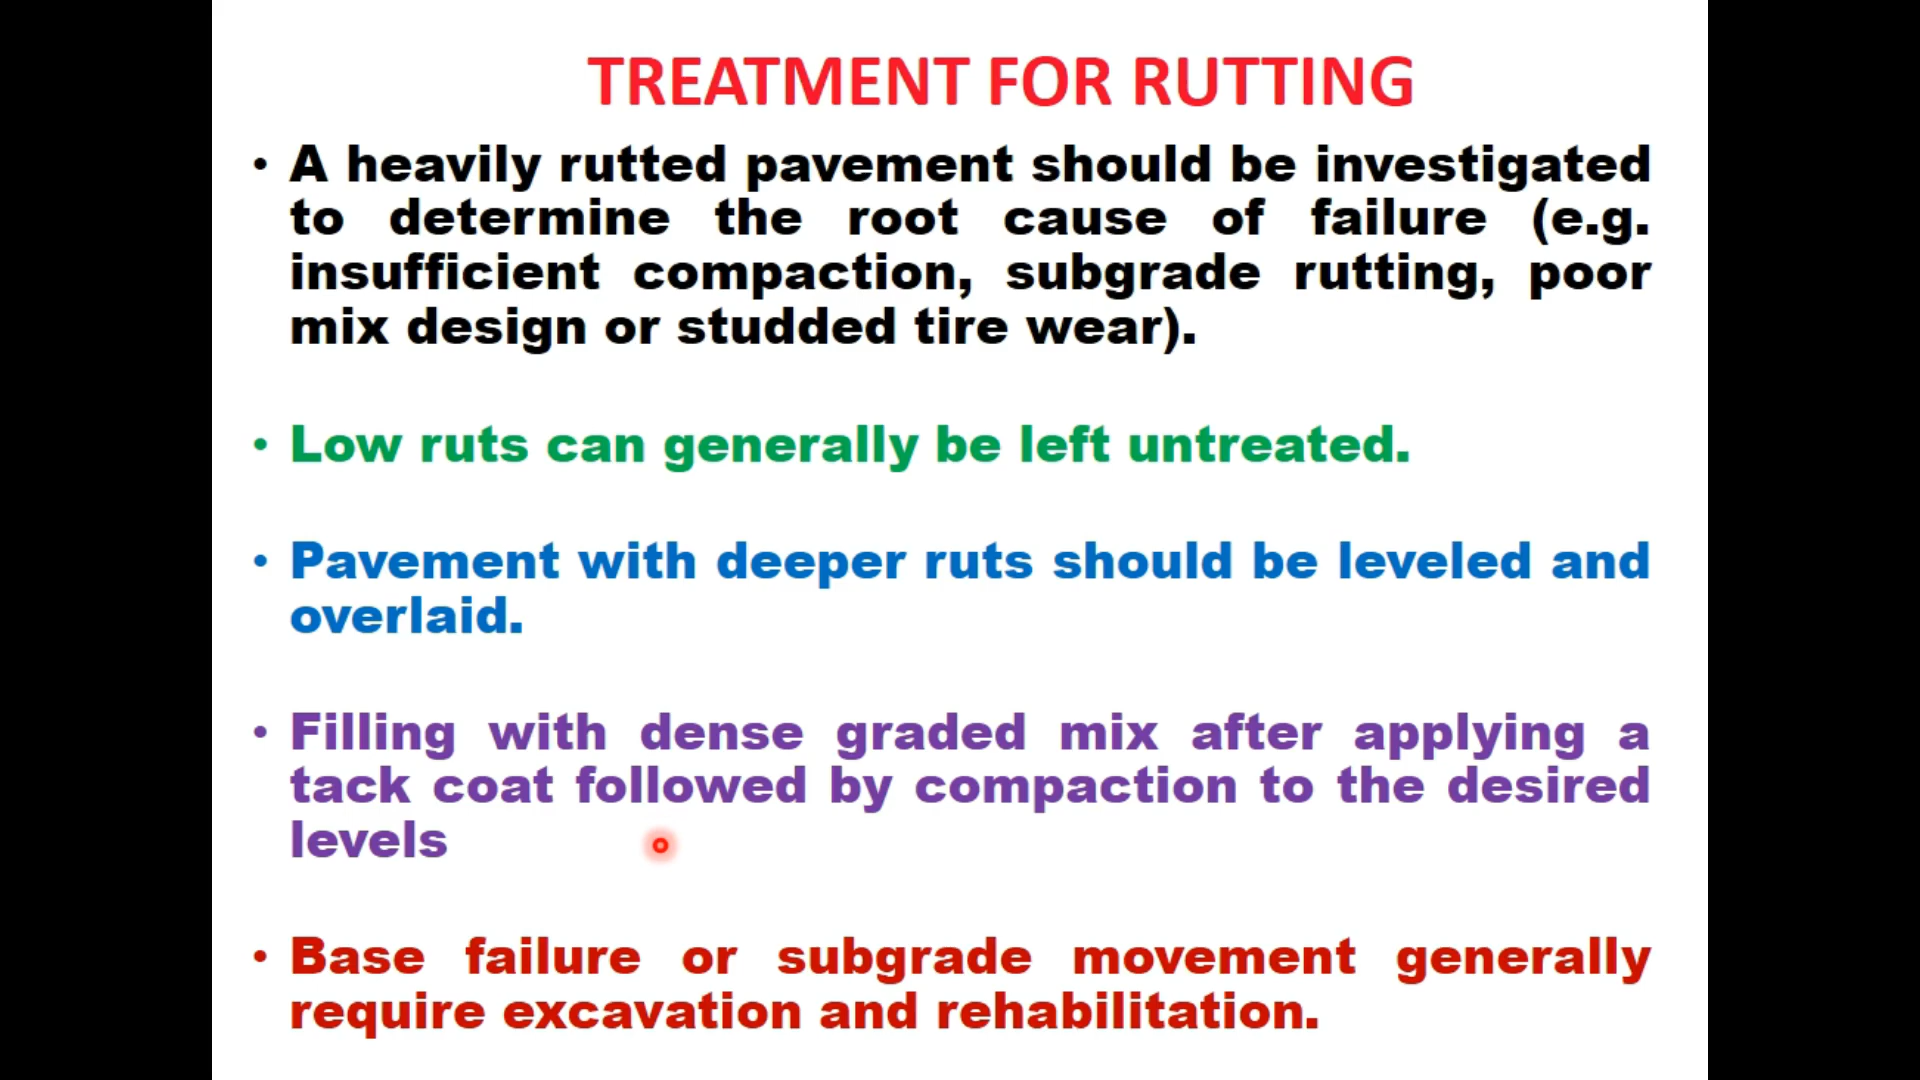 TREATMENT FOR RUTTING
• A heavily rutted pavement should be investigated
to determine the root cause of failure (e.g.
insufficient compaction, subgrade rutting, poor
mix design or studded tire wear).
• Low ruts can generally be left untreated.
• Pavement with deeper ruts should be leveled and
overlaid.
• Filling with dense graded mix after applying a
tack coat followed by compaction to the desired
levels
• Base failure or subgrade movement generally
require excavation and rehabilitation.